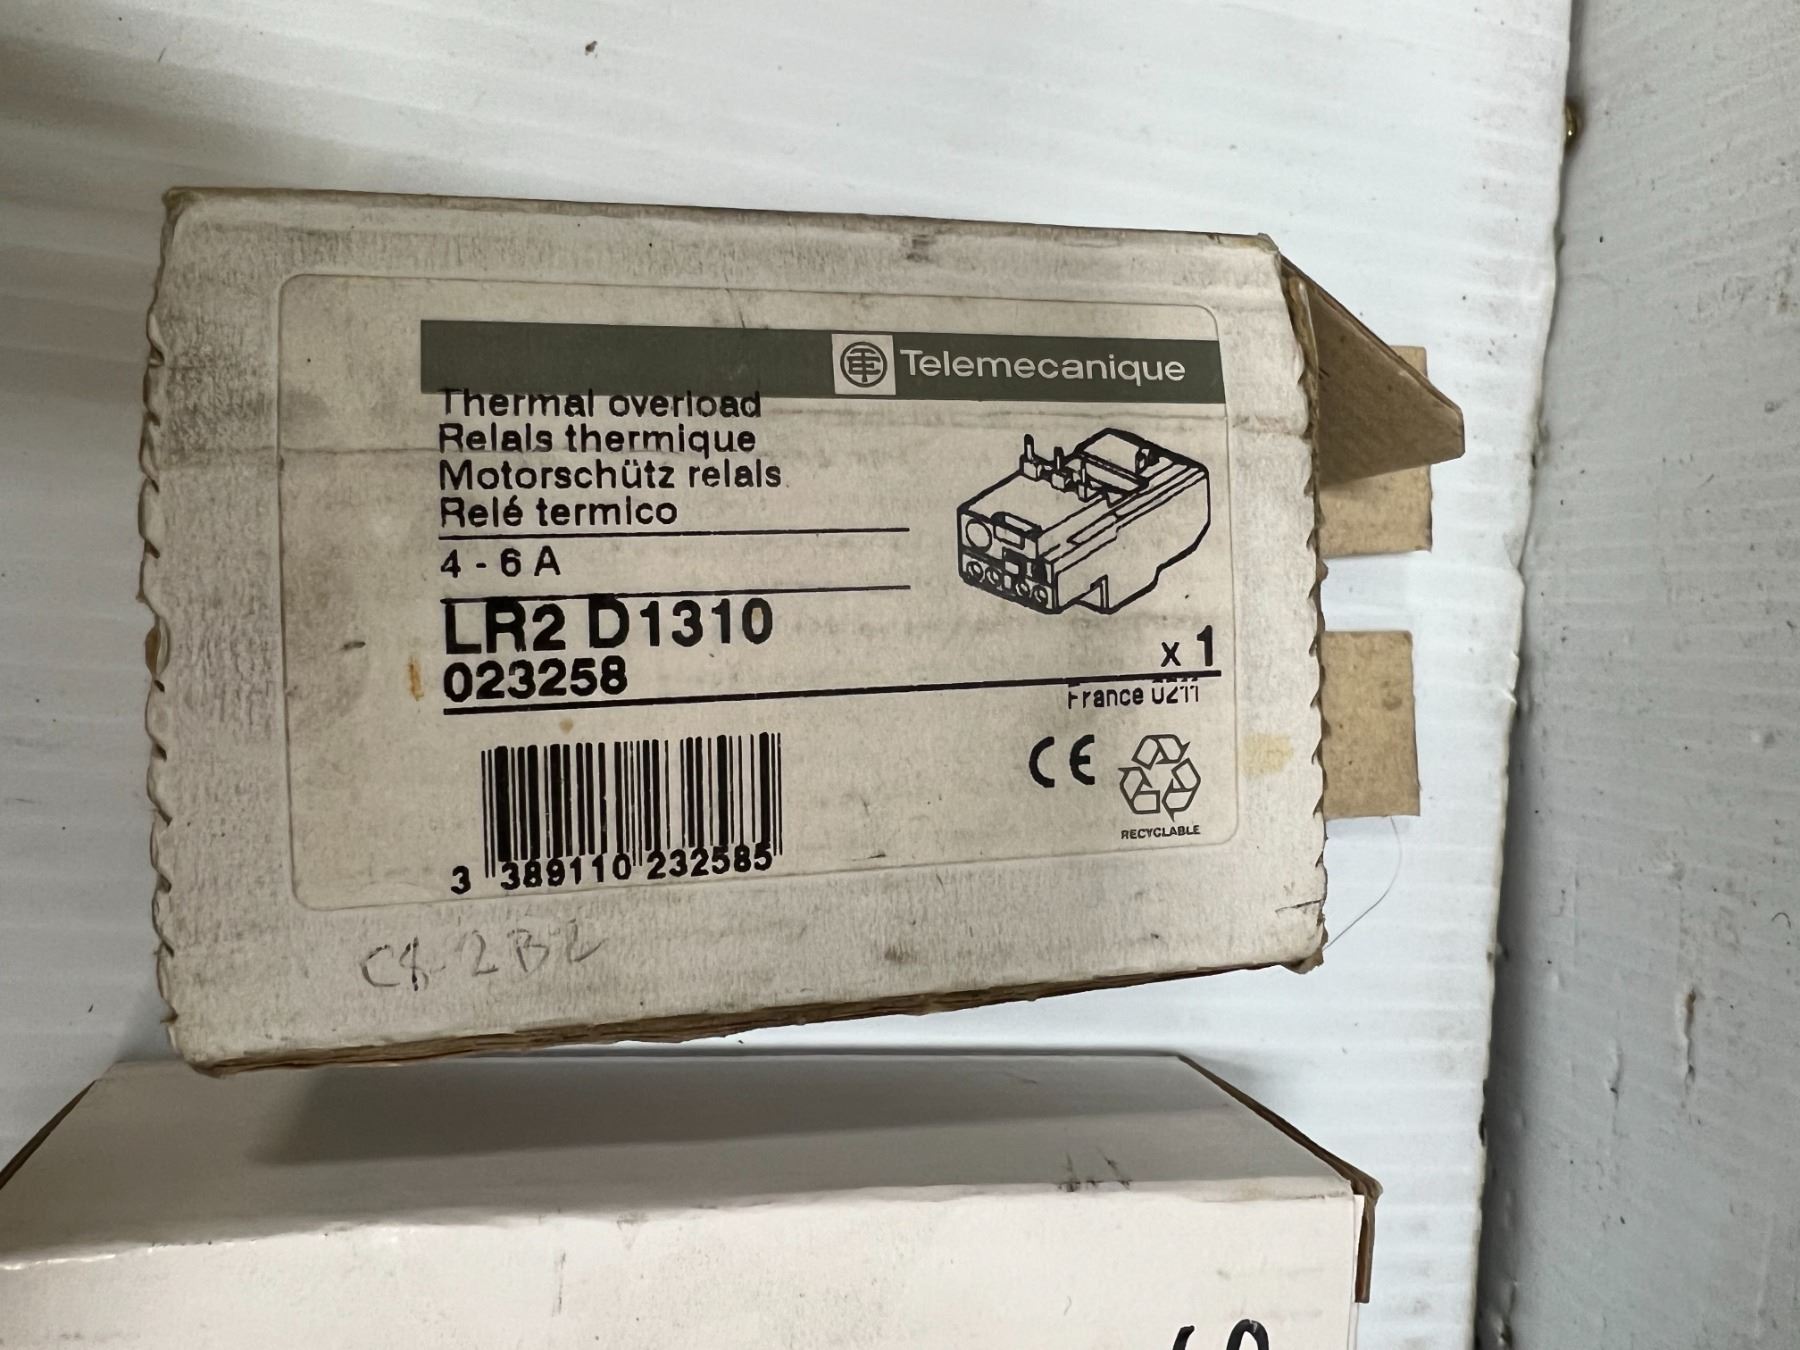 Telemecanique
Thermal overload
Relais thermique
Motorschütz relais
Relé termico
4 - 6 A
LR2 D1310
023258
x 1
France 0211
CE
RECYCLABLE
3 389110 232585